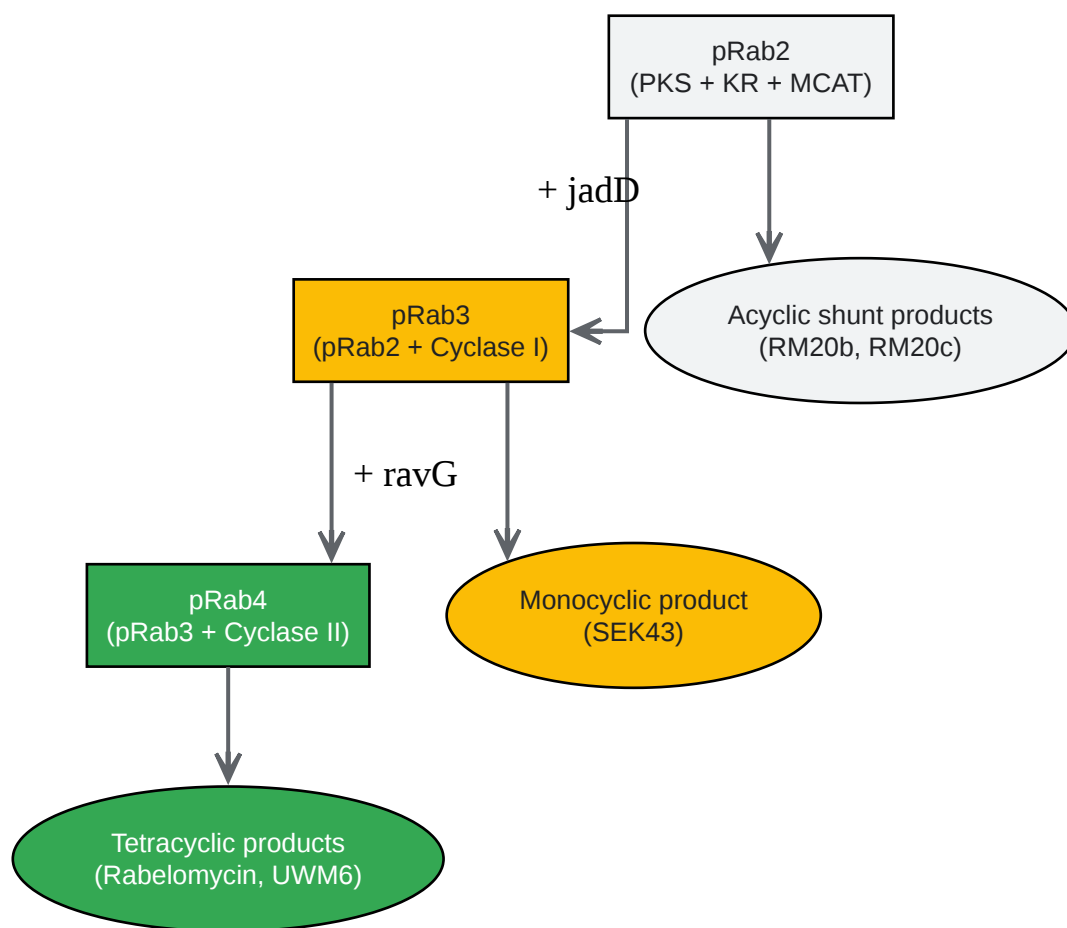 pRab2
(PKS + KR + MCAT)
+ jadD
pRab3
(pRab2 + Cyclase I)
Acyclic shunt products
(RM20b, RM20c)
+ ravG
pRab4
(pRab3 + Cyclase II)
Monocyclic product
(SEK43)
Tetracyclic products
(Rabelomycin, UWM6)